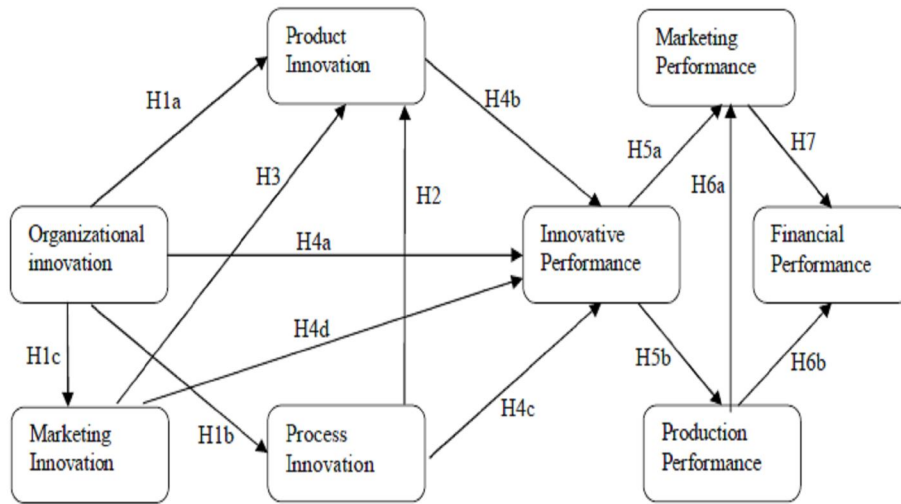 Product
Innovation
Marketing
Performance
H1a
H4b
H5a
H7
H3
H2
H6a
Organizational
innovation
H4a
Innovative
Performance
Financial
Performance
H4d
H1c
H5b
H6b
H1b
H4c
Marketing
Innovation
Process
Innovation
Production
Performance